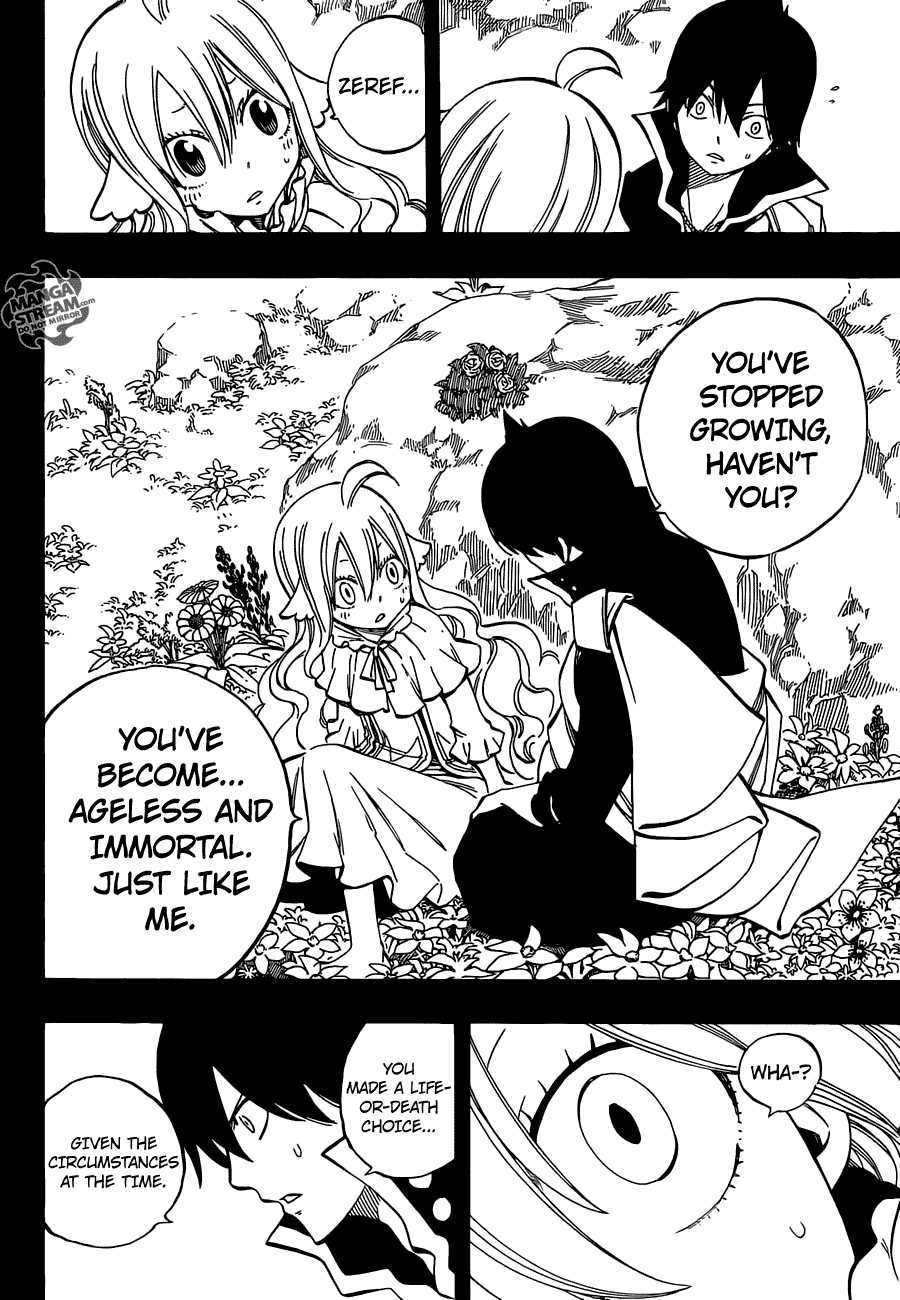 ZEREF...
YOU'VE
STOPPED
GROWING,
HAVEN'T
YOU?
YOU'VE
BECOME...
AGELESS AND
IMMORTAL.
JUST LIKE
ME.
WHA-?
YOU
MADE A LIFE-
OR-DEATH
CHOICE...
GIVEN THE
CIRCUMSTANCES
AT THE TIME.
MANGA
STREAM.com
DO NOT MIRROR